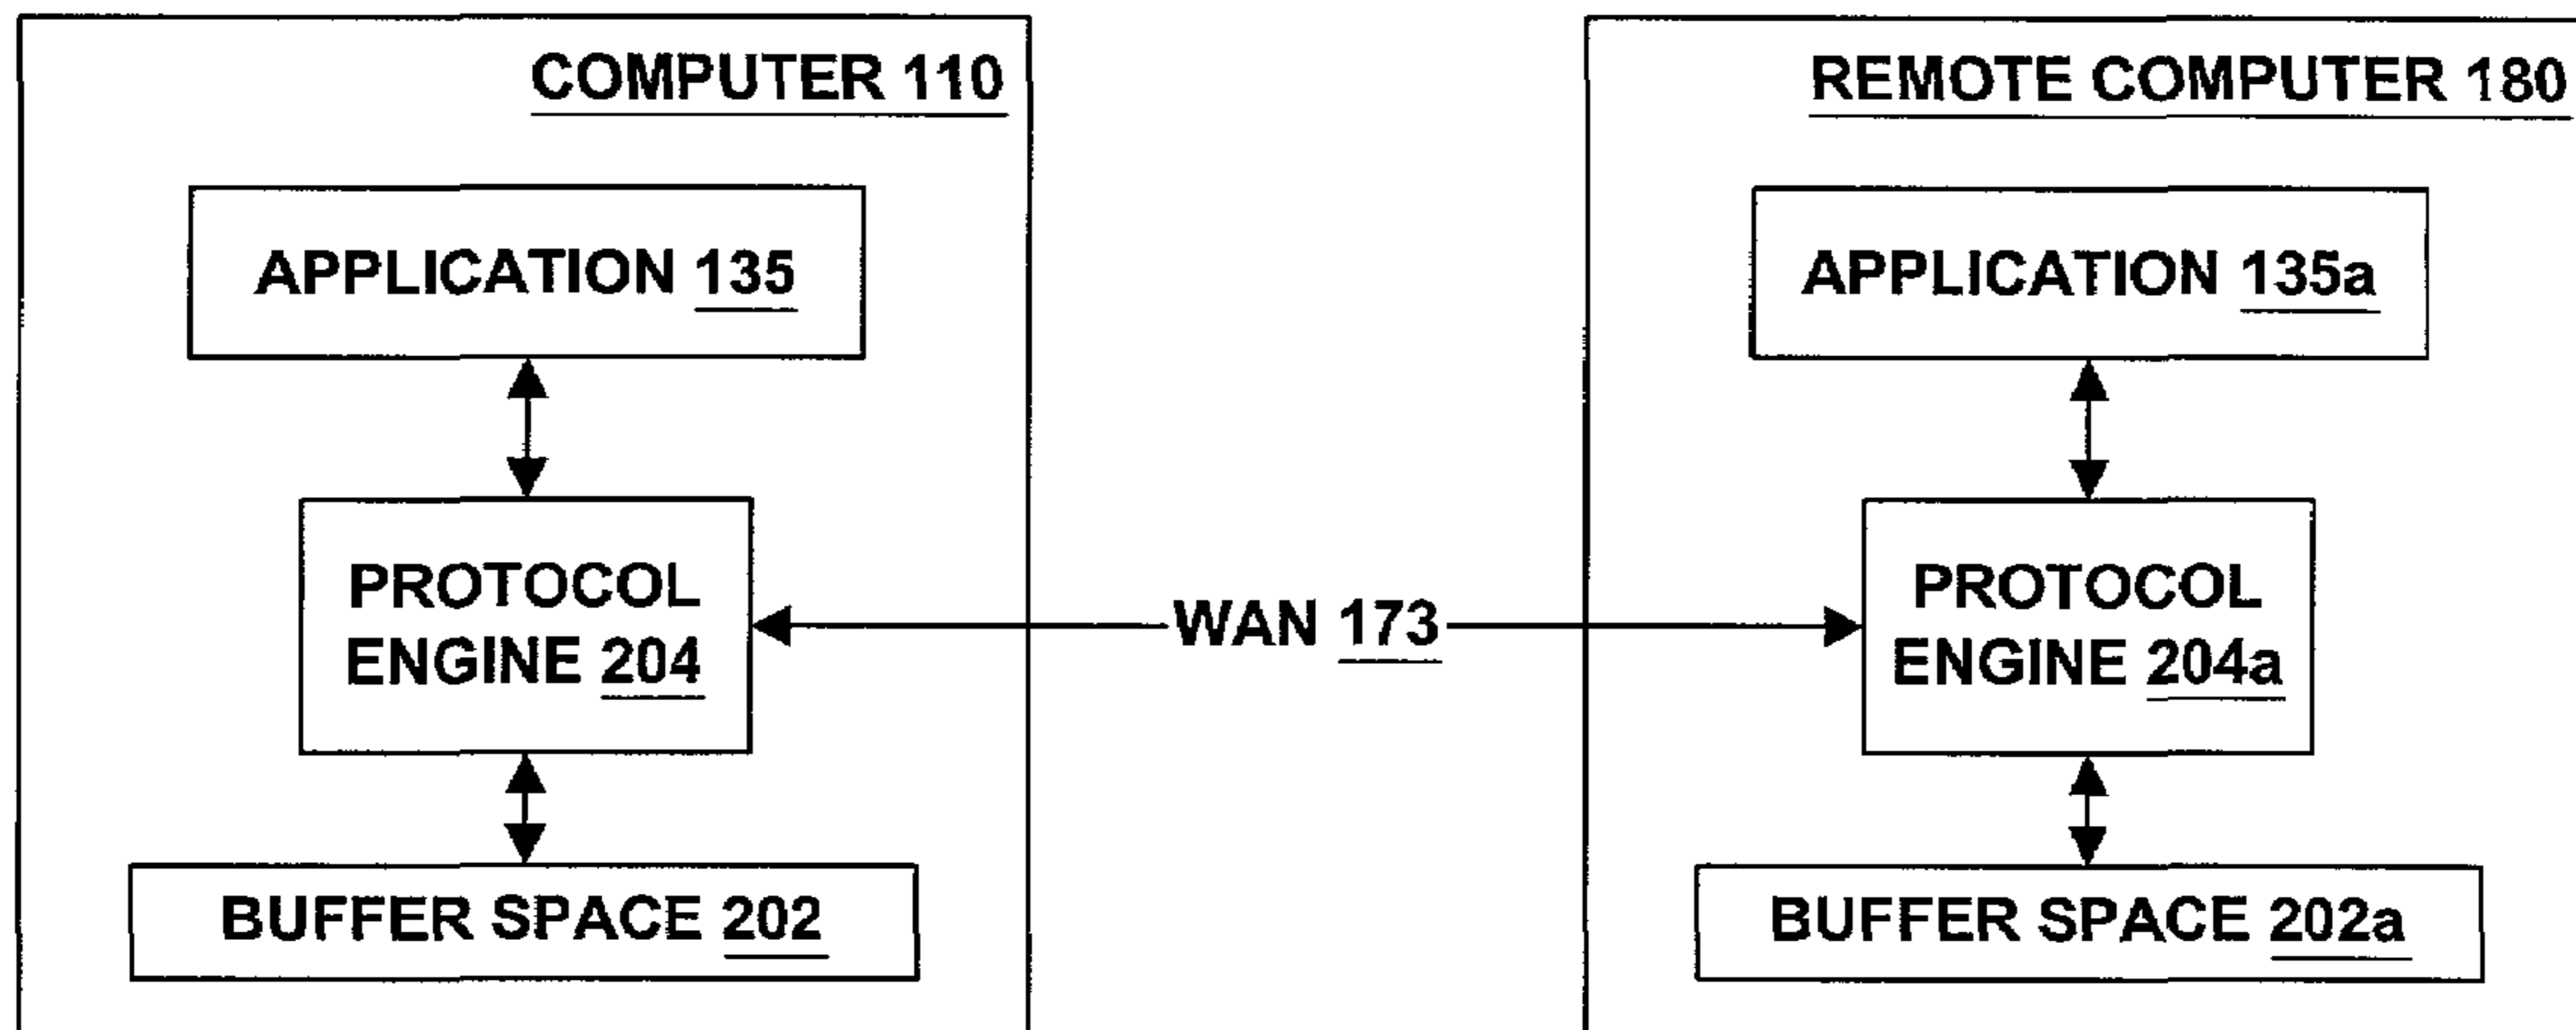 COMPUTER 110
REMOTE COMPUTER 180
APPLICATION 135
APPLICATION 135a
PROTOCOL
ENGINE 204
WAN 173
PROTOCOL
ENGINE 204a
BUFFER SPACE 202
BUFFER SPACE 202a